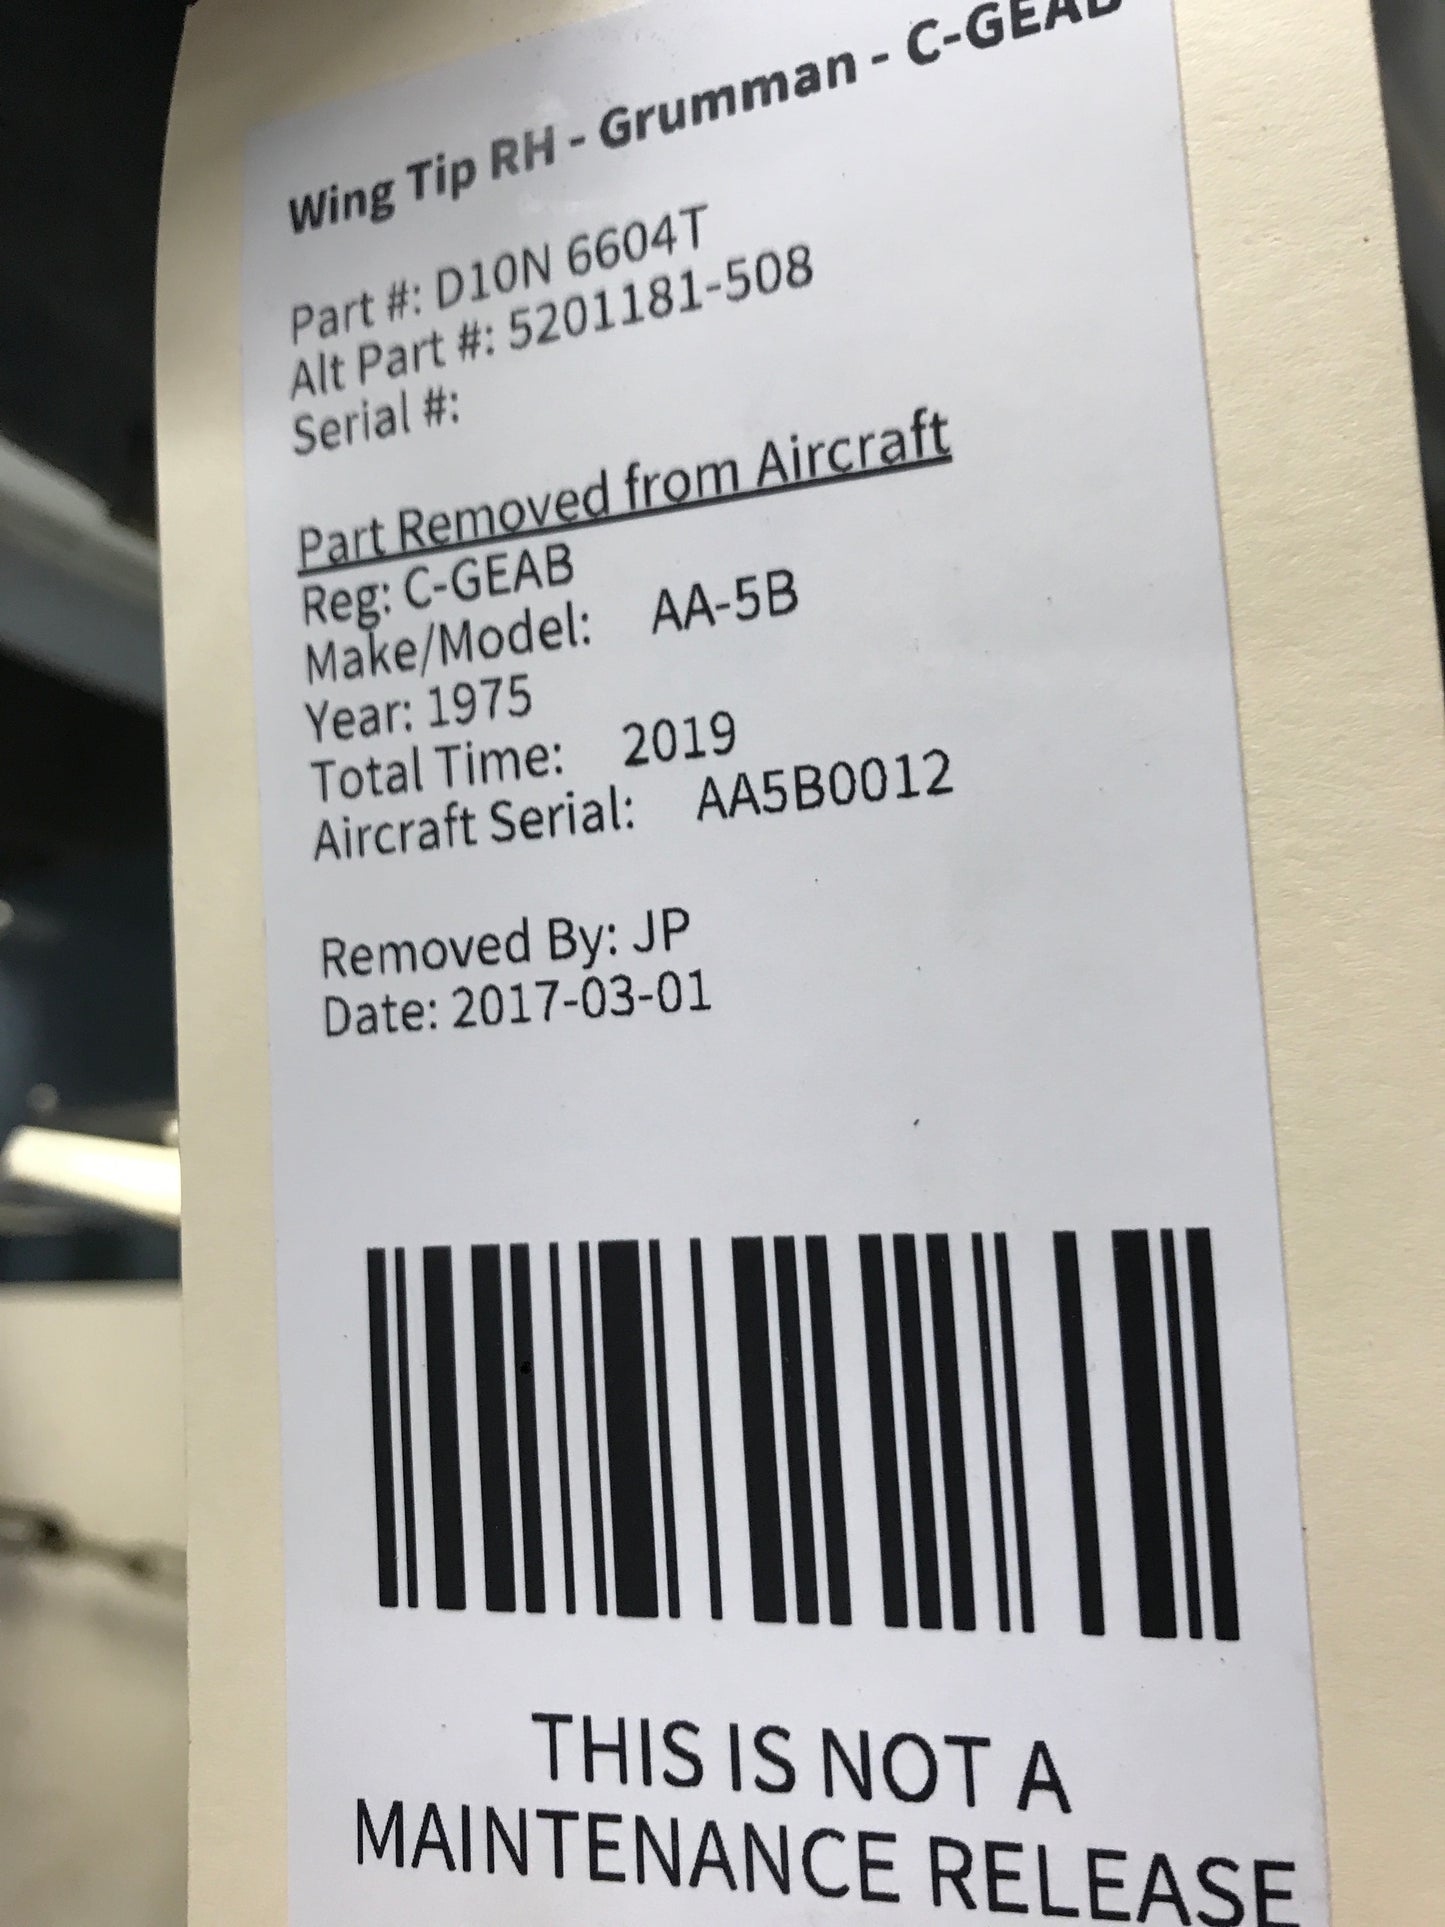 Wing Tip RH - Grumman - C-GEAB
Part #: D10N 6604T
Alt Part #: 5201181-508
Serial #:
Part Removed from Aircraft
Reg: C-GEAB
Make/Model: AA-5B
Year: 1975
Total Time: 2019
Aircraft Serial: AA5B0012
Removed By: JP
Date: 2017-03-01
THIS IS NOT A
MAINTENANCE RELEASE